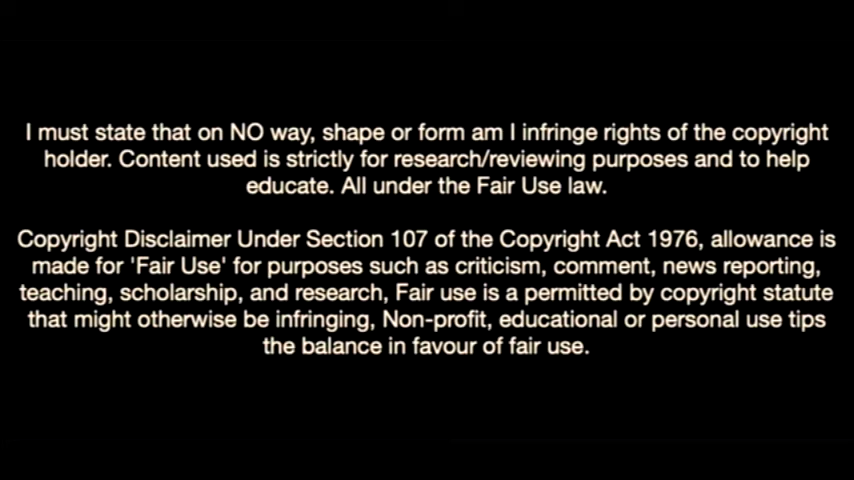 I must state that on NO way, shape or form am I infringe rights of the copyright
holder. Content used is strictly for research/reviewing purposes and to help
educate. All under the Fair Use law.
Copyright Disclaimer Under Section 107 of the Copyright Act 1976, allowance is
made for 'Fair Use' for purposes such as criticism, comment, news reporting,
teaching, scholarship, and research, Fair use is a permitted by copyright statute
that might otherwise be infringing, Non-profit, educational or personal use tips
the balance in favour of fair use.